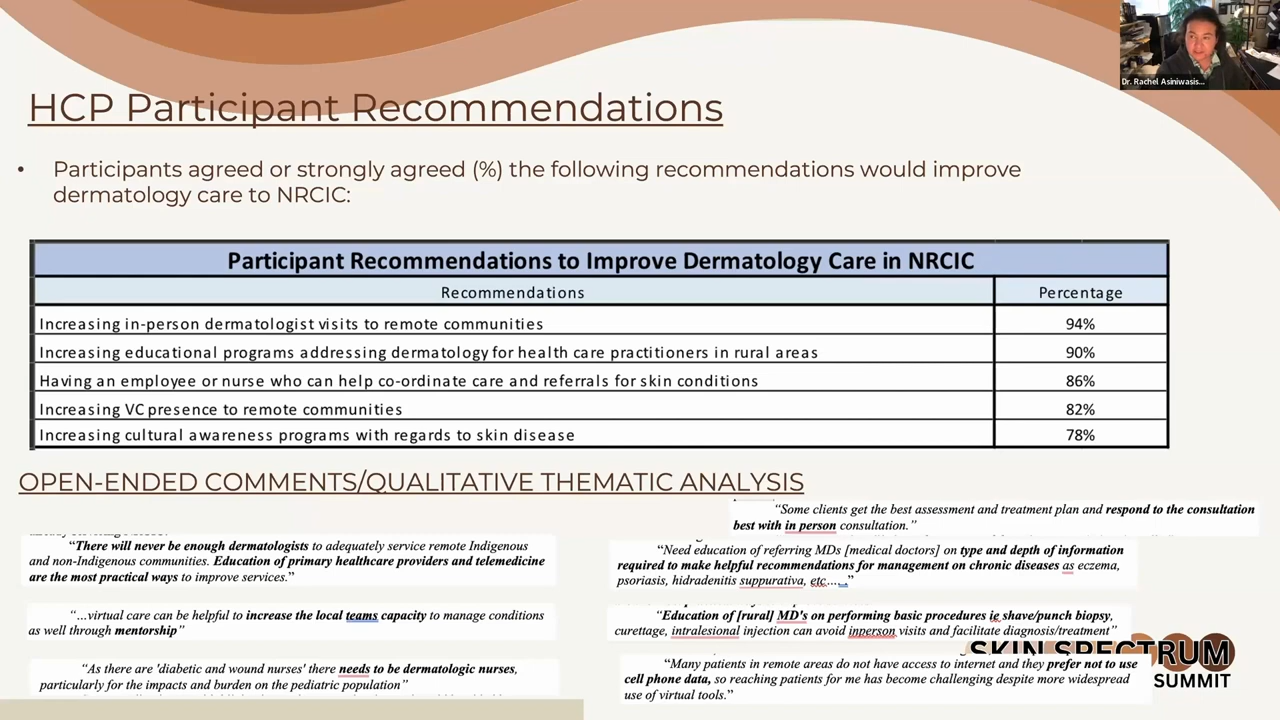 Dr. Rachel Asiniwasis...
HCP Participant Recommendations
• Participants agreed or strongly agreed (%) the following recommendations would improve
dermatology care to NRCIC:
Participant Recommendations to Improve Dermatology Care in NRCIC
Recommendations Percentage
Increasing in-person dermatologist visits to remote communities 94%
Increasing educational programs addressing dermatology for health care practitioners in rural areas 90%
Having an employee or nurse who can help co-ordinate care and referrals for skin conditions 86%
Increasing VC presence to remote communities 82%
Increasing cultural awareness programs with regards to skin disease 78%
OPEN-ENDED COMMENTS/QUALITATIVE THEMATIC ANALYSIS
“There will never be enough dermatologists to adequately service remote Indigenous
and non-Indigenous communities. Education of primary healthcare providers and telemedicine
are the most practical ways to improve services.”
“...virtual care can be helpful to increase the local teams capacity to manage conditions
as well through mentorship”
“As there are 'diabetic and wound nurses' there needs to be dermatologic nurses,
particularly for the impacts and burden on the pediatric population”
“Some clients get the best assessment and treatment plan and respond to the consultation
best with in person consultation.”
“Need education of referring MDs [medical doctors] on type and depth of information
required to make helpful recommendations for management on chronic diseases as eczema,
psoriasis, hidradenitis suppurativa, etc.....”
“Education of [rural] MD's on performing basic procedures ie shave/punch biopsy,
curettage, intralesional injection can avoid inperson visits and facilitate diagnosis/treatment”
“Many patients in remote areas do not have access to internet and they prefer not to use
cell phone data, so reaching patients for me has become challenging despite more widespread
use of virtual tools.”
SKIN SPECTRUM
SUMMIT